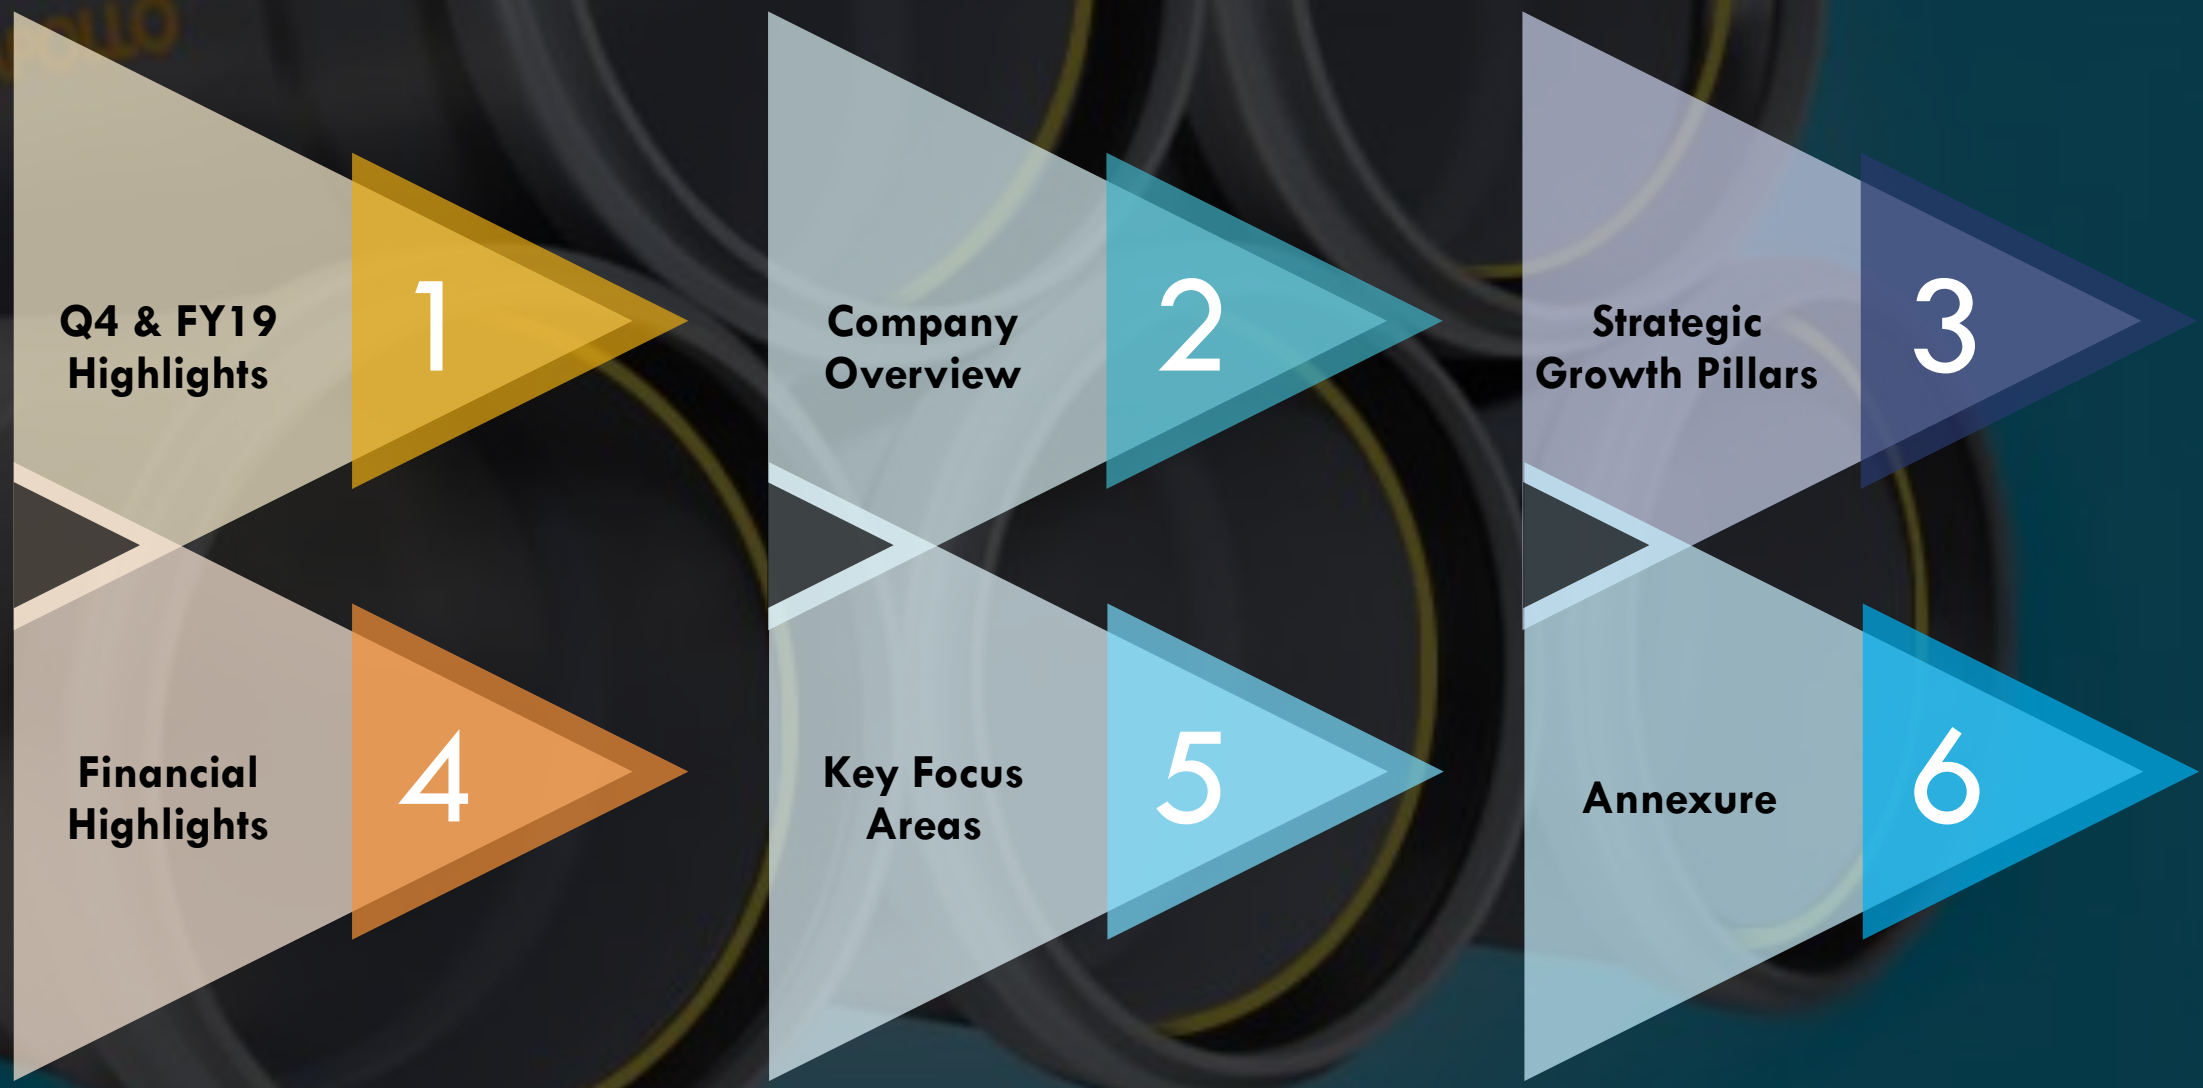 APOLLO
Q4 & FY19
Highlights
1
Company
Overview
2
Strategic
Growth Pillars
3
Financial
Highlights
4
Key Focus
Areas
5
Annexure
6